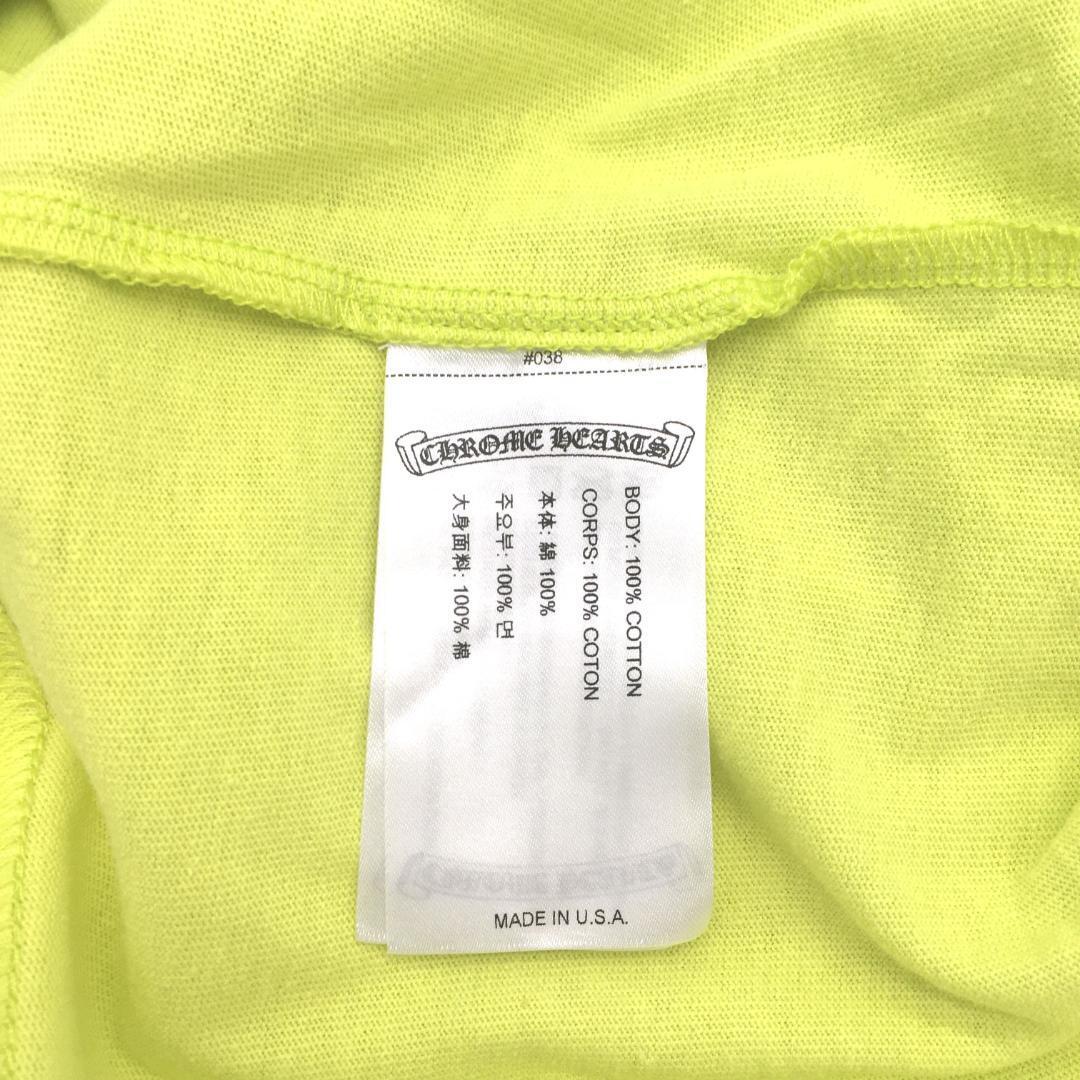 #038
CHROME HEARTS
BODY: 100% COTTON
CORPS: 100% COTON
本体: 綿 100%
주요부: 100% 면
大身面料: 100% 棉
MADE IN U.S.A.